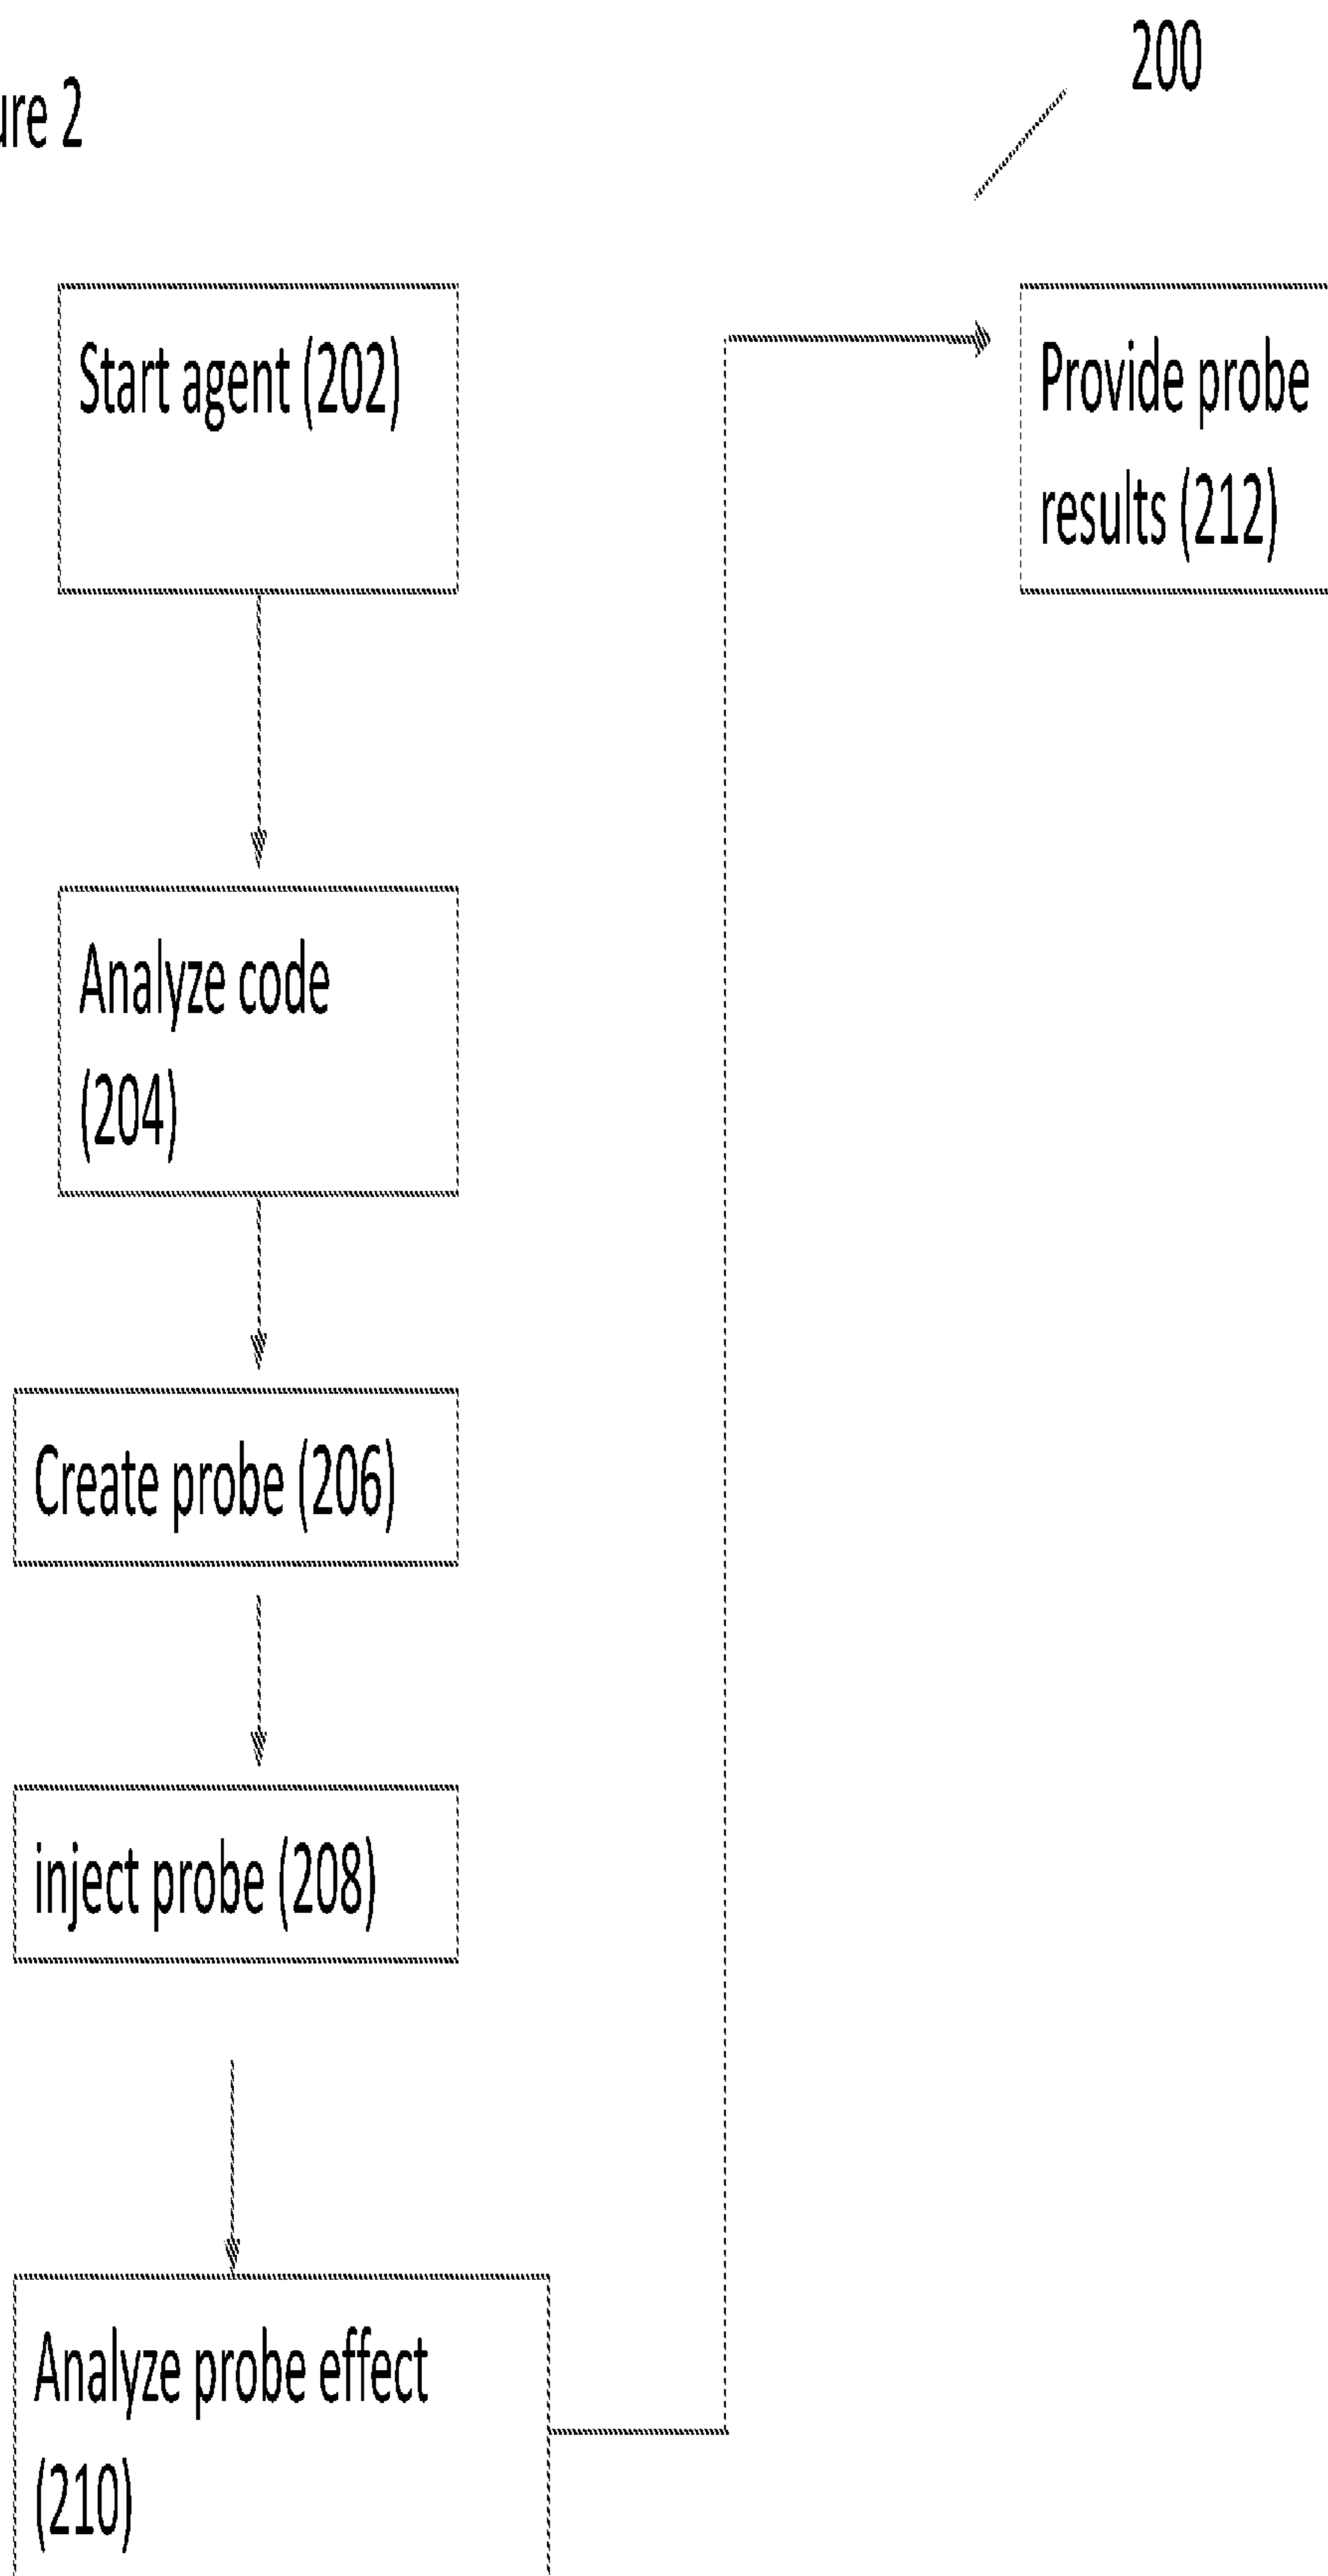 ure 2
200
Start agent (202)
Provide probe
results (212)
Analyze code
(204)
Create probe (206)
inject probe (208)
Analyze probe effect
(210)